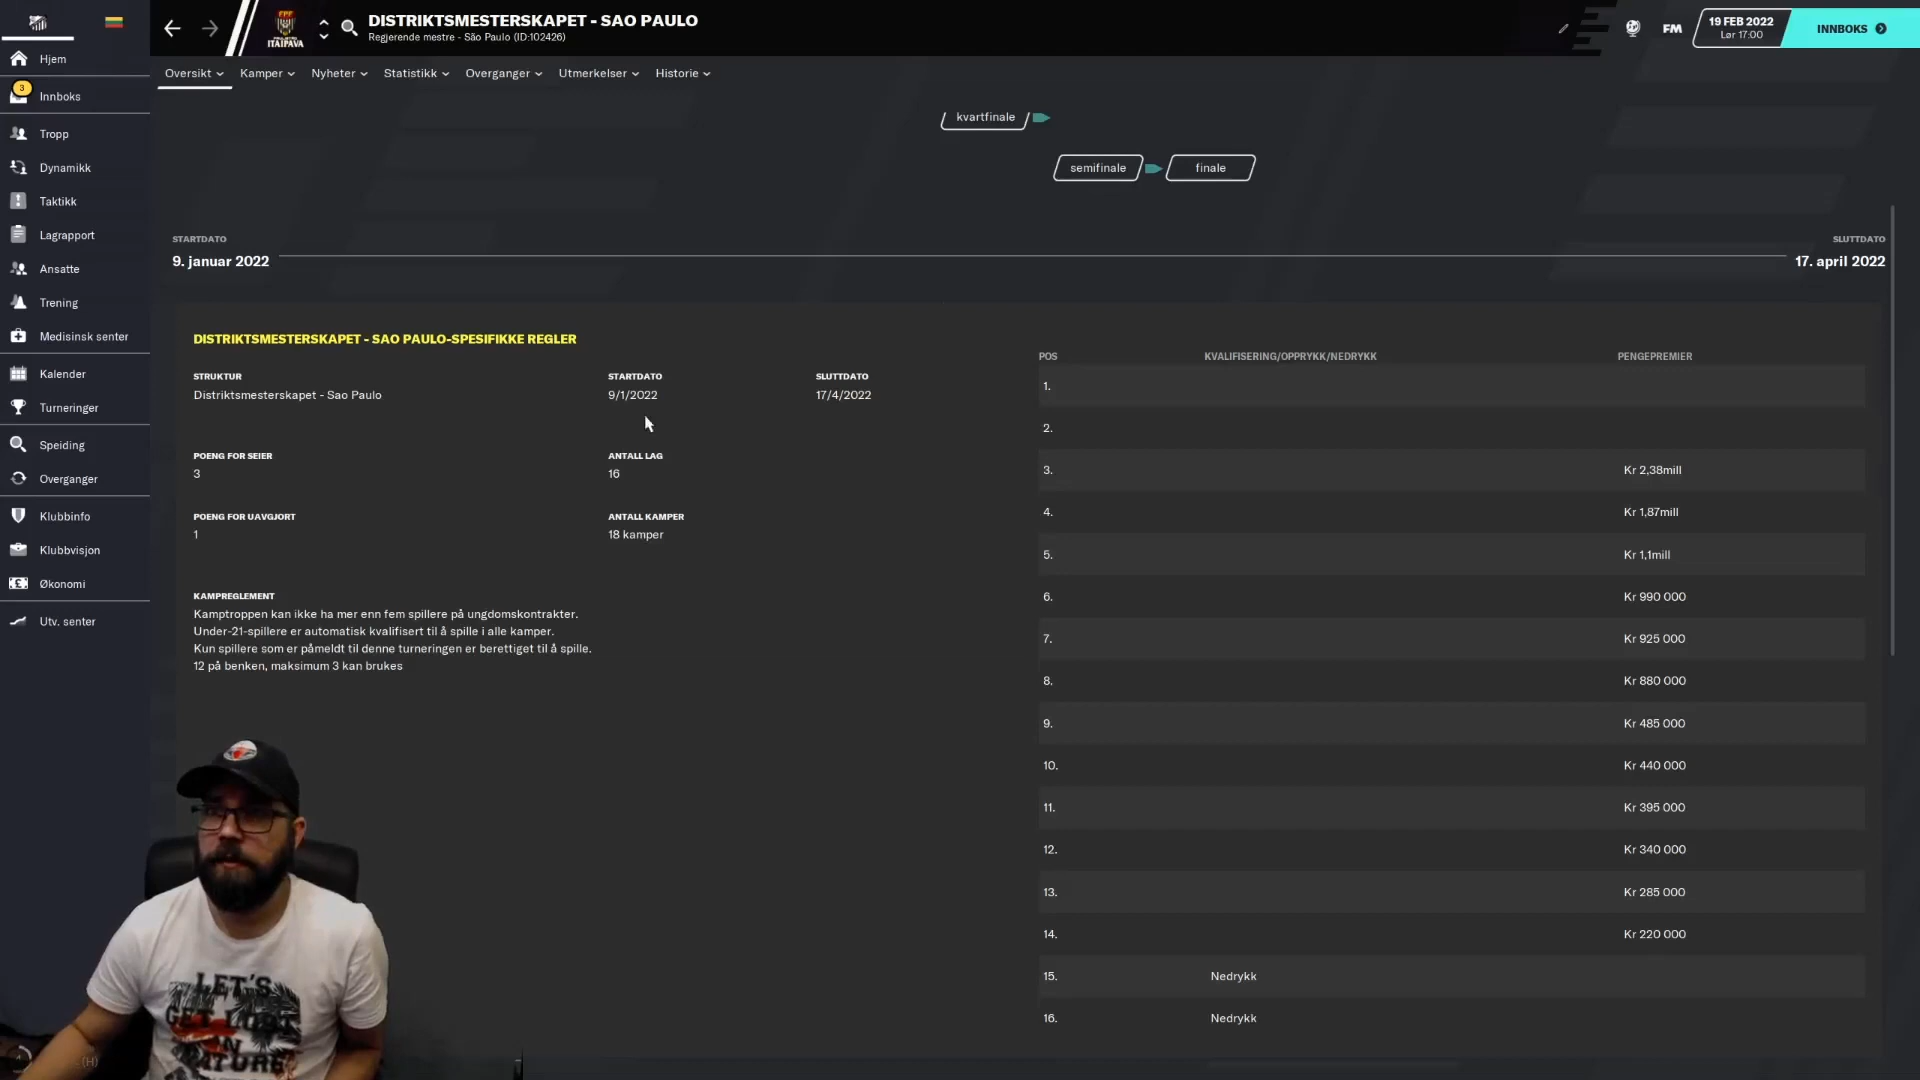 DISTRIKTSMESTERSKAPET - SAO PAULO
Regjerende mestre - São Paulo (ID:102426)
ITAIPAVA
FM
19 FEB 2022
Lør 17:00
INNBOKS
Oversikt
Kamper
Nyheter
Statistikk
Overganger
Utmerkelser
Historie
Hjem
3
Innboks
Tropp
Dynamikk
Taktikk
Lagrapport
Ansatte
Trening
Medisinsk senter
Kalender
Turneringer
Speiding
Overganger
Klubbinfo
Klubbvisjon
Økonomi
Utv. senter
kvartfinale
semifinale
finale
STARTDATO
9. januar 2022
SLUTTDATO
17. april 2022
DISTRIKTSMESTERSKAPET - SAO PAULO-SPESIFIKKE REGLER
STRUKTUR
Distriktsmesterskapet - Sao Paulo
STARTDATO
9/1/2022
SLUTTDATO
17/4/2022
POENG FOR SEIER
3
ANTALL LAG
16
POENG FOR UAVGJORT
1
ANTALL KAMPER
18 kamper
KAMPREGLEMENT
Kamptroppen kan ikke ha mer enn fem spillere på ungdomskontrakter.
Under-21-spillere er automatisk kvalifisert til å spille i alle kamper.
Kun spillere som er påmeldt til denne turneringen er berettiget til å spille.
12 på benken, maksimum 3 kan brukes
POS KVALIFISERING/OPPRYKK/NEDRYKK PENGEPREMIER
1.
2.
3. Kr 2,38mill
4. Kr 1,87mill
5. Kr 1,1mill
6. Kr 990 000
7. Kr 925 000
8. Kr 880 000
9. Kr 485 000
10. Kr 440 000
11. Kr 395 000
12. Kr 340 000
13. Kr 285 000
14. Kr 220 000
15. Nedrykk
16. Nedrykk
LET'S
GET LOST
IN
NATURE
(H)